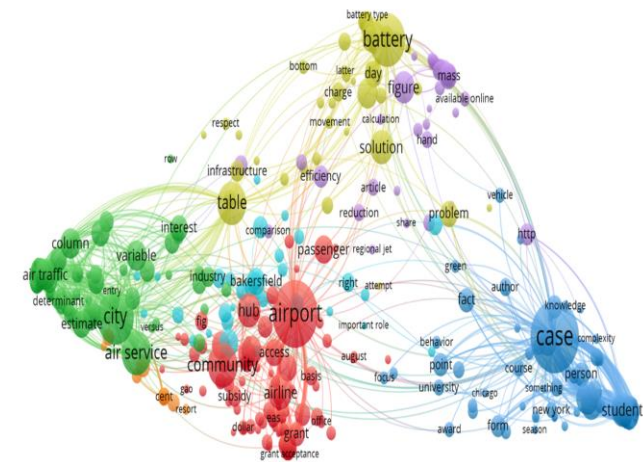 battery type
battery
bottom
latter
day
mass
charge
figure
available online
movement
calculation
respect
hand
solution
row
infrastructure
efficiency
article
vehicle
table
reduction
share
problem
interest
comparison
http
column
variable
passenger
regional jet
green
air traffic
industry
bakersfield
right
attempt
author
entry
determinant
fact
knowledge
city
hub
airport
estimate
versus
fig
important role
case
complexity
air service
access
behavior
community
august
point
course
person
basis
focus
gao
university
something
cent
subsidy
airline
chicago
resort
new york
student
eas
office
dollar
grant
award
form
season
grant acceptance